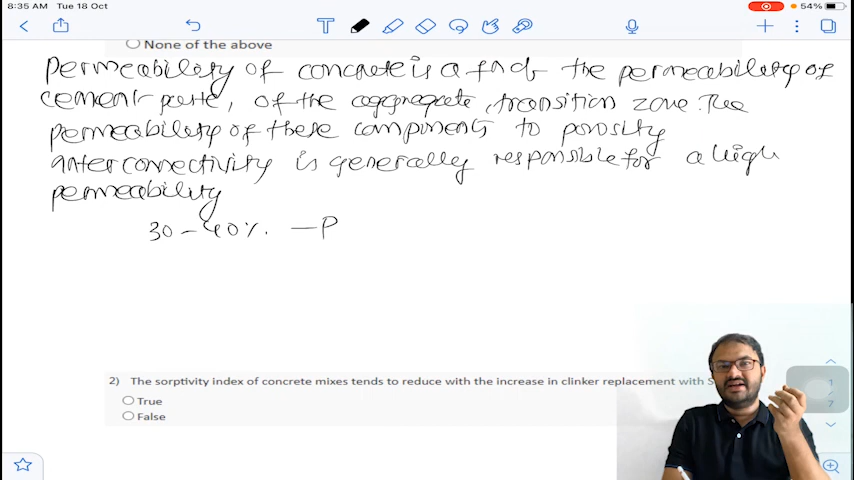 8:35 AM Tue 18 Oct
54%
None of the above
Permeability of concrete is a fn of the permeability of
cement paste, of the aggregate, transition zone. The
permeability of these components to porosity
interconnectivity is generally responsible for a high
permeability
30-40%. — P
2) The sorptivity index of concrete mixes tends to reduce with the increase in clinker replacement with S
True
False
1
7